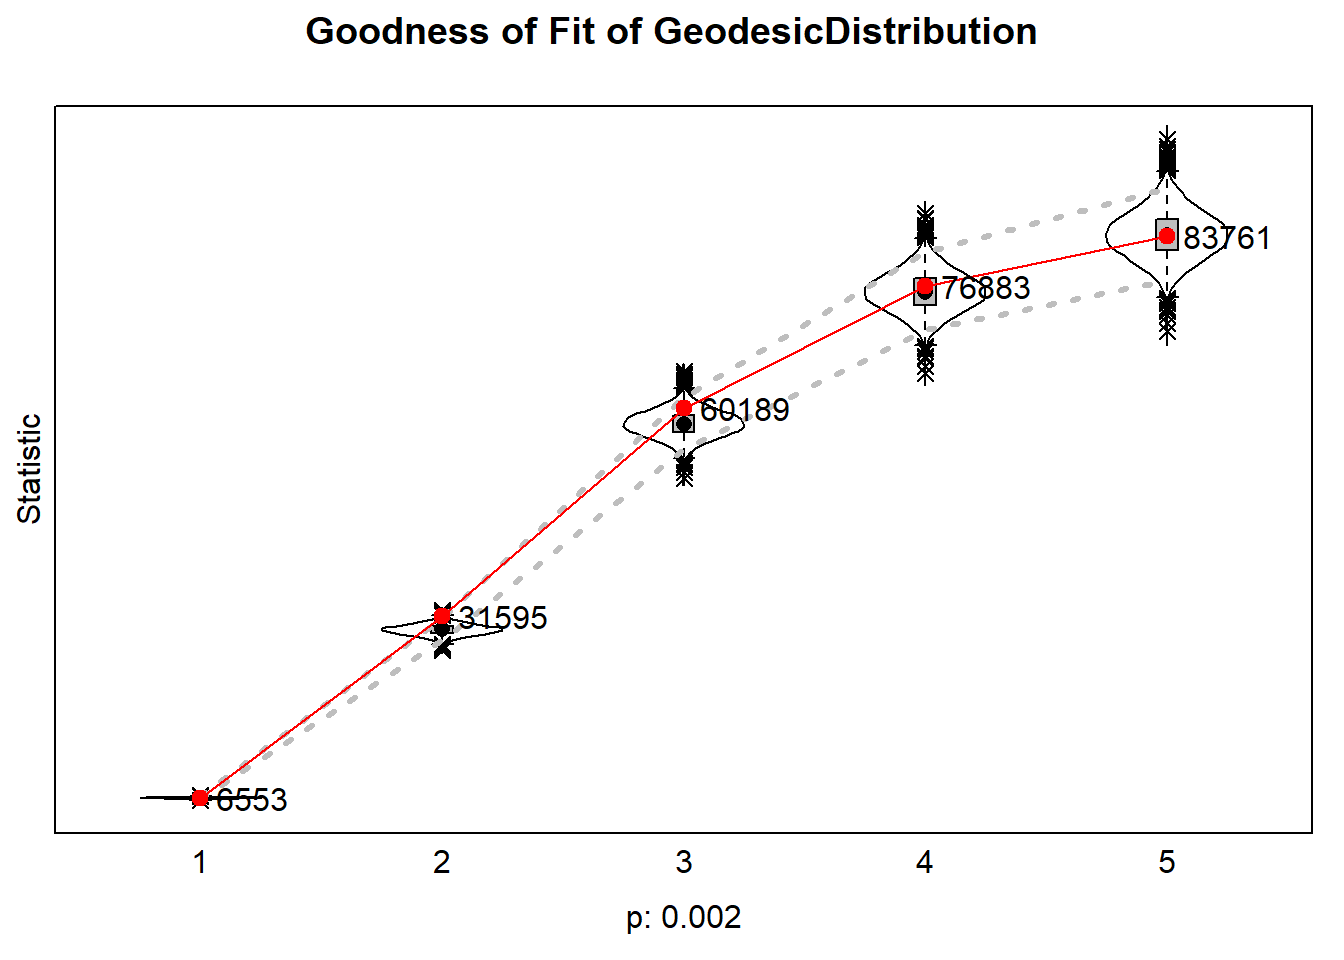 Goodness of Fit of GeodesicDistribution
Statistic
83761
76883
60189
31595
6553
1 2 3 4 5
p: 0.002